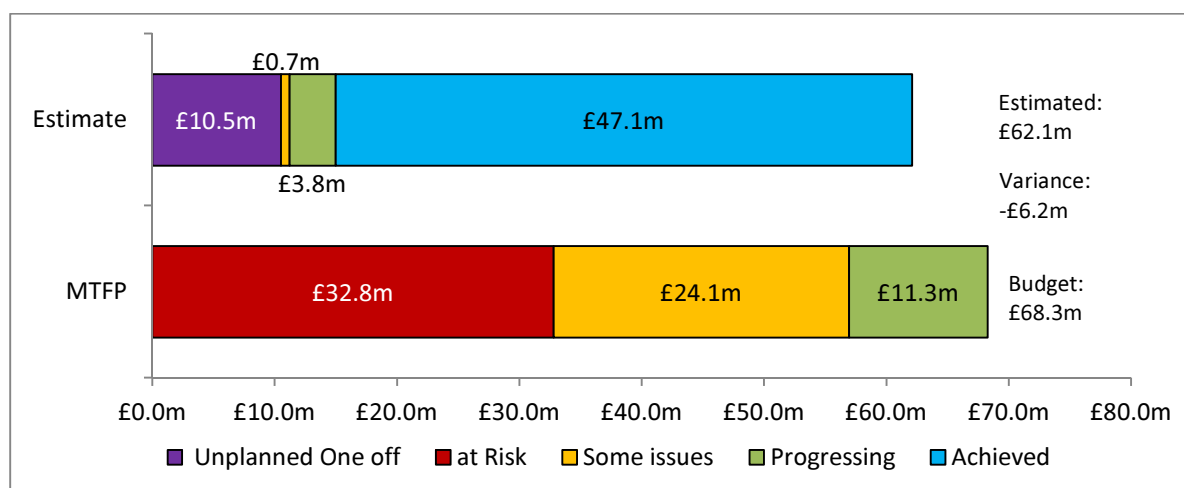 £0.7m
Estimate
£10.5m
£47.1m
£3.8m
Estimated:
£62.1m
Variance:
-£6.2m
MTFP
£32.8m
£24.1m
£11.3m
Budget:
£68.3m
£0.0m £10.0m £20.0m £30.0m £40.0m £50.0m £60.0m £70.0m £80.0m
Unplanned One off at Risk Some issues Progressing Achieved